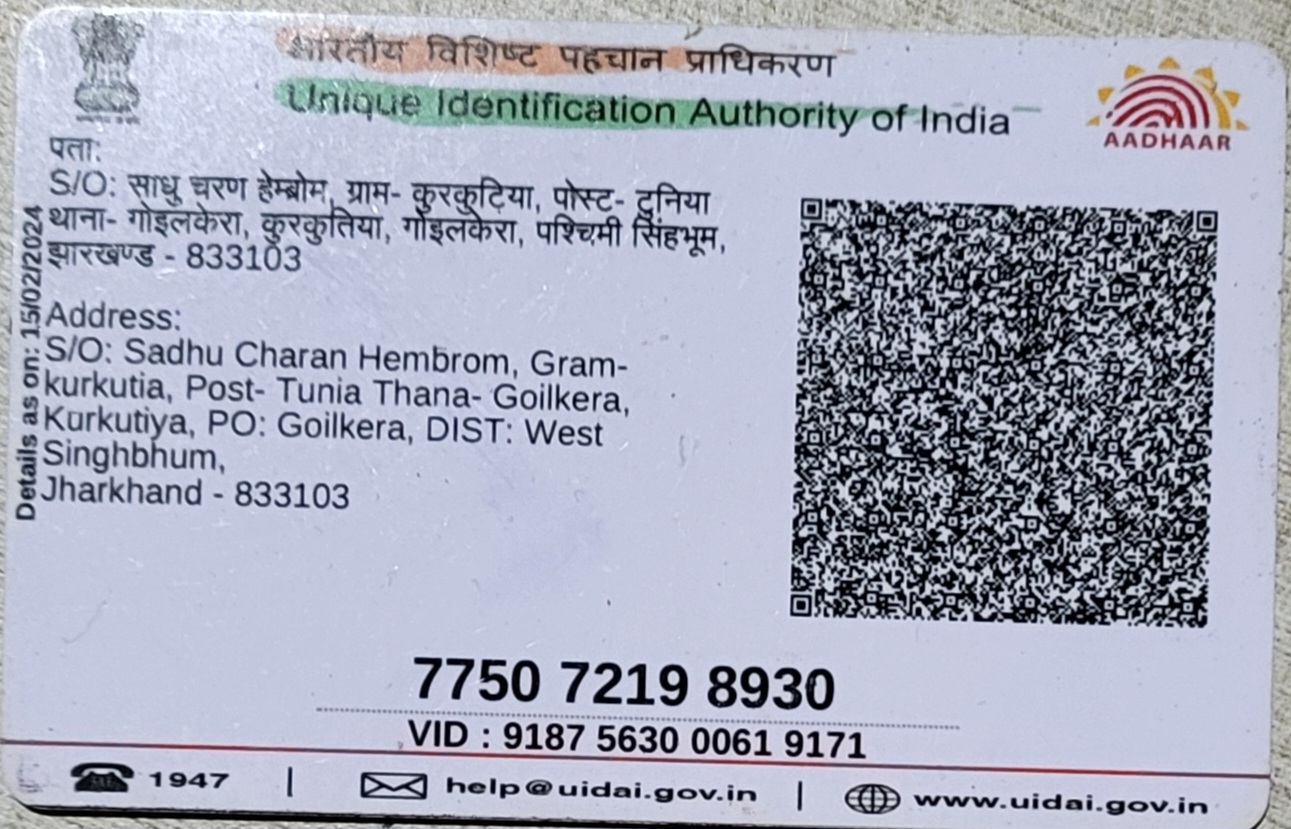 भारतीय विशिष्ट पहचान प्राधिकरण
Unique Identification Authority of India
AADHAAR
पता:
S/O: साधु चरण हेम्ब्रोम, ग्राम- कुरकुटिया, पोस्ट- टुनिया
थाना- गोइलकेरा, कुरकुतिया, गोइलकेरा, पश्चिमी सिंहभूम,
झारखण्ड - 833103
Address:
S/O: Sadhu Charan Hembrom, Gram-
kurkutia, Post- Tunia Thana- Goilkera,
Kurkutiya, PO: Goilkera, DIST: West
Singhbhum,
Jharkhand - 833103
Details as on: 15/02/2024
7750 7219 8930
VID : 9187 5630 0061 9171
1947 | help@uidai.gov.in | www.uidai.gov.in